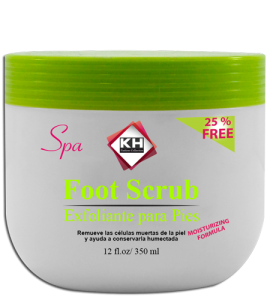 25 %
FREE
Spa
KH
Foot Scrub
Exfoliante para Pies
Remueve las células muertas de la piel
y ayuda a conservarla humectada
MOISTURIZING
FORMULA
12 fl.oz/ 350 ml